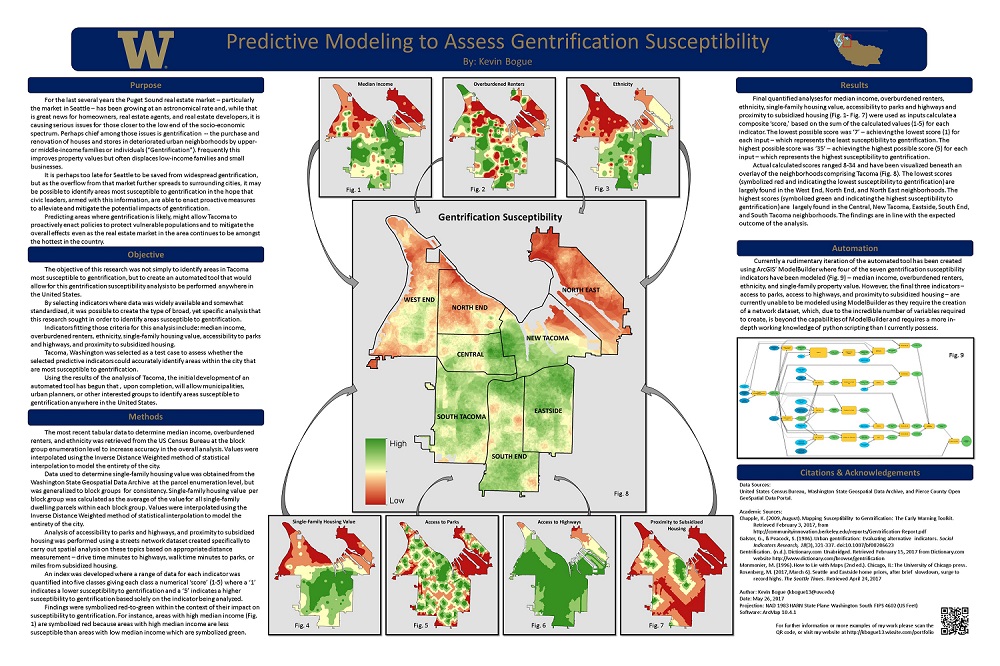 W
Predictive Modeling to Assess Gentrification Susceptibility
By: Kevin Bogue
Purpose
For the last several years the Puget Sound real estate market – particularly
the market in Seattle – has been growing at an astronomical rate and, while that
is great news for homeowners, real estate agents, and real estate developers, it is
causing serious issues for those closer to the low end of the socio-economic
spectrum. Perhaps chief among those issues is gentrification -- the purchase and
renovation of houses and stores in deteriorated urban neighborhoods by upper-
or middle-income families or individuals ("Gentrification"). Frequently this
improves property values but often displaces low-income families and small
businesses.
It is perhaps too late for Seattle to be saved from widespread gentrification,
but as the overflow from that market further spreads to surrounding cities, it may
be possible to identify areas most susceptible to gentrification in the hope that
civic leaders, armed with this information, are able to enact proactive measures
to alleviate and mitigate the potential impacts of gentrification.
Predicting areas where gentrification is likely, might allow Tacoma to
proactively enact policies to protect vulnerable populations and to mitigate the
overall effects even as the real estate market in the area continues to be amongst
the hottest in the country.
Objective
The objective of this research was not simply to identify areas in Tacoma
most susceptible to gentrification, but to create an automated tool that would
allow for this gentrification susceptibility analysis to be performed anywhere in
the United States.
By selecting indicators where data was widely available and somewhat
standardized, it was possible to create the type of broad, yet specific analysis that
this research sought in order to identify areas susceptible to gentrification.
Indicators fitting those criteria for this analysis include: median income,
overburdened renters, ethnicity, single-family housing value, accessibility to parks
and highways, and proximity to subsidized housing.
Tacoma, Washington was selected as a test case to assess whether the
selected predictive indicators could accurately identify areas within the city that
are most susceptible to gentrification.
Using the results of the analysis of Tacoma, the initial development of an
automated tool has begun that , upon completion, will allow municipalities,
urban planners, or other interested groups to identify areas susceptible to
gentrification anywhere in the United States.
Methods
The most recent tabular data to determine median income, overburdened
renters, and ethnicity was retrieved from the US Census Bureau at the block
group enumeration level to increase accuracy in the overall analysis. Values were
interpolated using the Inverse Distance Weighted method of statistical
interpolation to model the entirety of the city.
Data used to determine single-family housing value was obtained from the
Washington State Geospatial Data Archive at the parcel enumeration level, but
was generalized to block groups for consistency. Single-family housing value per
block group was calculated as the average of the value for all single-family
dwelling parcels within each block group. Values were interpolated using the
Inverse Distance Weighted method of statistical interpolation to model the
entirety of the city.
Analysis of accessibility to parks and highways, and proximity to subsidized
housing was performed using a streets network dataset created specifically to
carry out spatial analysis on these topics based on appropriate distance
measurement – drive time minutes to highways, walk time minutes to parks, or
miles from subsidized housing.
An index was developed where a range of data for each indicator was
quantified into five classes giving each class a numerical 'score' (1-5) where a '1'
indicates a lower susceptibility to gentrification and a '5' indicates a higher
susceptibility to gentrification based solely on the indicator being analyzed.
Findings were symbolized red-to-green within the context of their impact on
susceptibility to gentrification. For instance, areas with high median income (Fig.
1) are symbolized red because areas with high median income are less
susceptible than areas with low median income which are symbolized green.
Median Income
Fig. 1
Overburdened Renters
Fig. 2
Ethnicity
Fig. 3
Gentrification Susceptibility
WEST END
NORTH END
NORTH EAST
NEW TACOMA
CENTRAL
SOUTH TACOMA
EASTSIDE
SOUTH END
High
Low
Fig. 8
Single-Family Housing Value
Fig. 4
Access to Parks
Fig. 5
Access to Highways
Fig. 6
Proximity to Subsidized
Housing
Fig. 7
Results
Final quantified analyses for median income, overburdened renters,
ethnicity, single-family housing value, accessibility to parks and highways and
proximity to subsidized housing (Fig. 1- Fig. 7) were used as inputs calculate a
composite 'score,' based on the sum of the calculated values (1-5) for each
indicator. The lowest possible score was '7' – achieving the lowest score (1) for
each input – which represents the least susceptibility to gentrification. The
highest possible score was '35' – achieving the highest possible score (5) for each
input – which represents the highest susceptibility to gentrification.
Actual calculated scores ranged 8-34 and have been visualized beneath an
overlay of the neighborhoods comprising Tacoma (Fig. 8). The lowest scores
(symbolized red and indicating the lowest susceptibility to gentrification) are
largely found in the West End, North End, and North East neighborhoods. The
highest scores (symbolized green and indicating the highest susceptibility to
gentrification) are largely found in the Central, New Tacoma, Eastside, South End,
and South Tacoma neighborhoods. The findings are in line with the expected
outcome of the analysis.
Automation
Currently a rudimentary iteration of the automated tool has been created
using ArcGIS' ModelBuilder where four of the seven gentrification susceptibility
indicators have been modeled (Fig. 9) – median income, overburdened renters,
ethnicity, and single-family property value. However, the final three indicators –
access to parks, access to highways, and proximity to subsidized housing – are
currently unable to be modeled using ModelBuilder as they require the creation
of a network dataset, which, due to the incredible number of variables required
to create, is beyond the capabilities of ModelBuilder and requires a more in-
depth working knowledge of python scripting than I currently possess.
Fig. 9
Citations & Acknowledgements
Data Sources:
United States Census Bureau, Washington State Geospatial Data Archive, and Pierce County Open
GeoSpatial Data Portal.
Academic Sources:
Chapple, K. (2009, August). Mapping Susceptibility to Gentrification: The Early Warning Toolkit.
Retrieved February 3, 2017, from
http://communityinnovation.berkeley.edu/reports/Gentrification-Report.pdf
Galster, G., & Peacock, S. (1986). Urban gentrification: Evaluating alternative indicators. Social
Indicators Research, 18(3), 321-337. doi:10.1007/bf00286623
Gentrification. (n.d.). Dictionary.com Unabridged. Retrieved February 15, 2017 from Dictionary.com
website http://www.dictionary.com/browse/gentrification
Monmonier, M. (1996). How to Lie with Maps (2nd ed.). Chicago, IL: The University of Chicago press.
Rosenberg, M. (2017, March 6). Seattle and Eastside home prices, after brief slowdown, surge to
record highs. The Seattle Times. Retrieved April 24, 2017
Author: Kevin Bogue (kbogue13@uw.edu)
Date: May 26, 2017
Projection: NAD 1983 HARN State Plane Washington South FIPS 4602 (US Feet)
Software: ArcMap 10.4.1
For further information or more examples of my work please scan the
QR code, or visit my website at http://kbogue13.wixsite.com/portfolio